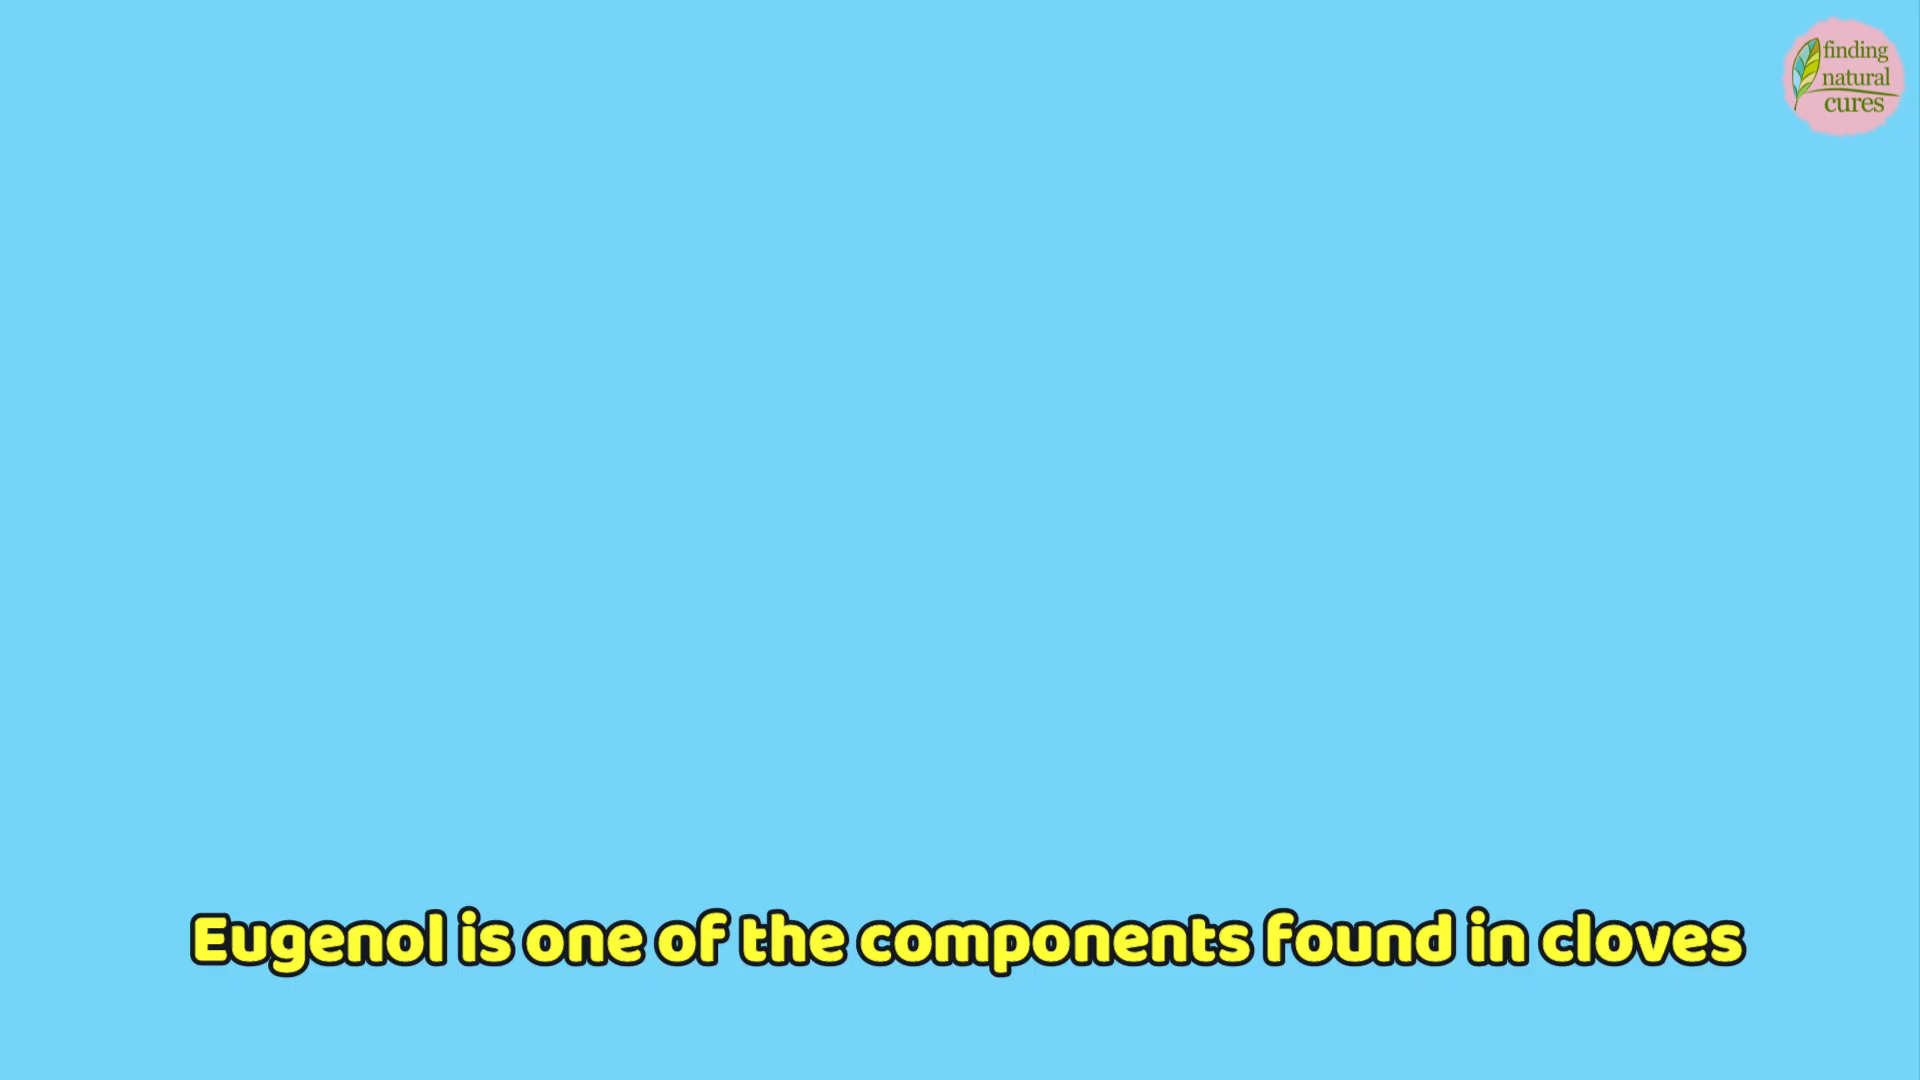 finding
natural
cures
Eugenol is one of the components found in cloves